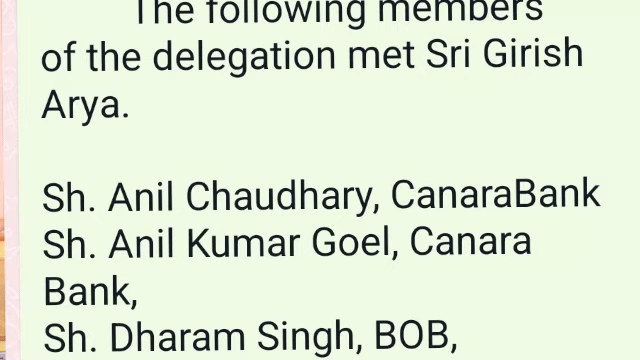 The following members
of the delegation met Sri Girish
Arya.
Sh. Anil Chaudhary, CanaraBank
Sh. Anil Kumar Goel, Canara
Bank,
Sh. Dharam Singh, BOB,